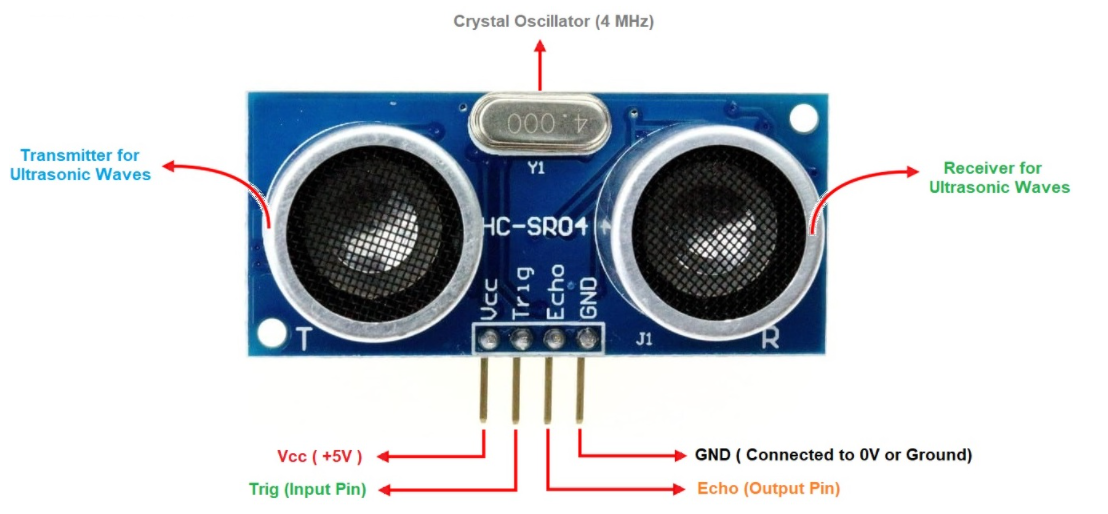 Crystal Oscillator (4 MHz)
4.000
Y1
Transmitter for
Ultrasonic Waves
Receiver for
Ultrasonic Waves
HC-SR04
Vcc
Trig
Echo
GND
T
J1
R
Vcc ( +5V )
GND ( Connected to 0V or Ground)
Trig (Input Pin)
Echo (Output Pin)